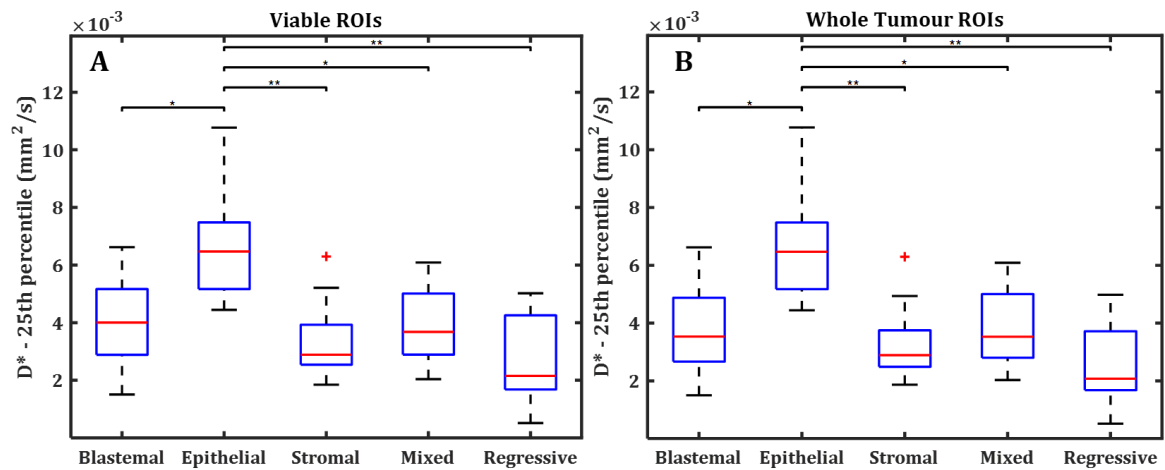 Viable ROIs
×10⁻³
A
**
*
**
*
12
10
8
6
4
2
D* - 25th percentile (mm²/s)
Blastemal Epithelial Stromal Mixed Regressive
Whole Tumour ROIs
×10⁻³
B
**
*
**
*
12
10
8
6
4
2
D* - 25th percentile (mm²/s)
Blastemal Epithelial Stromal Mixed Regressive